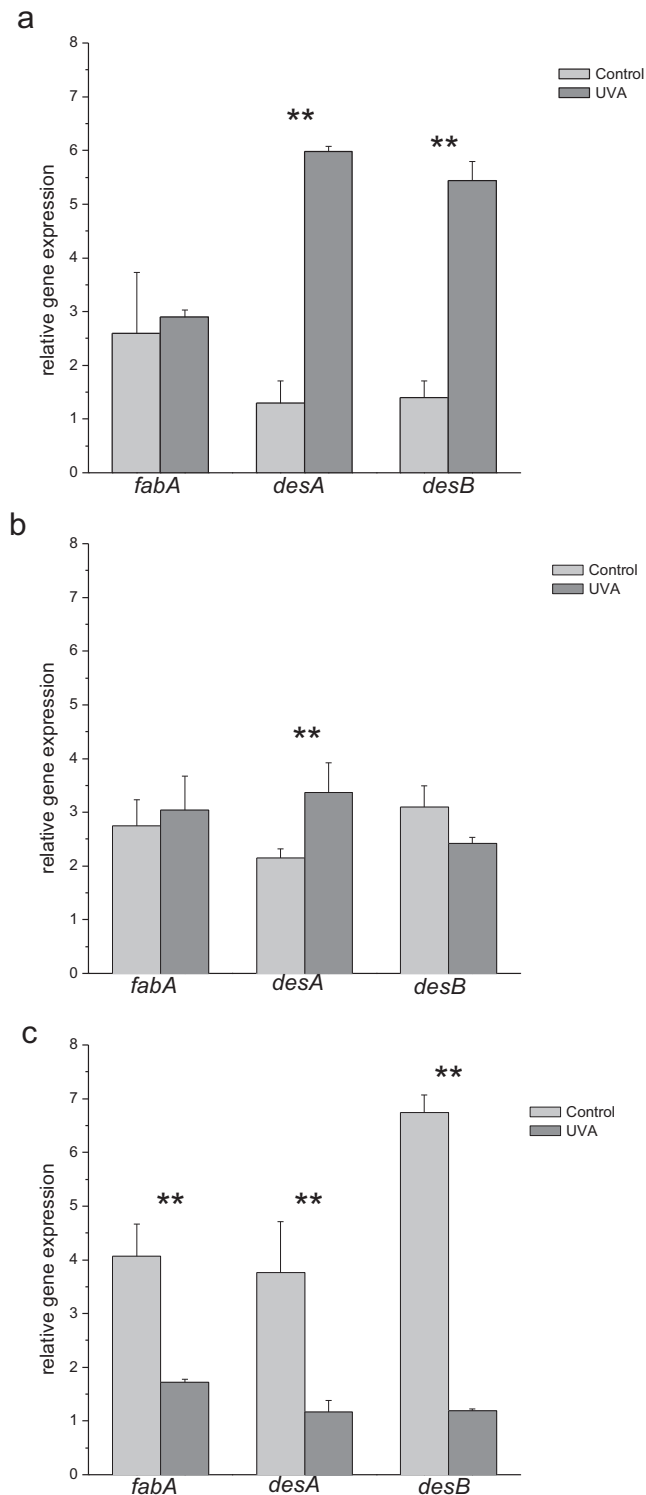 a
8
7
6
5
4
3
2
1
0
relative gene expression
Control
UVA
**
**
fabA desA desB
b
8
7
6
5
4
3
2
1
0
relative gene expression
Control
UVA
**
fabA desA desB
c
8
7
6
5
4
3
2
1
0
relative gene expression
Control
UVA
**
**
**
fabA desA desB